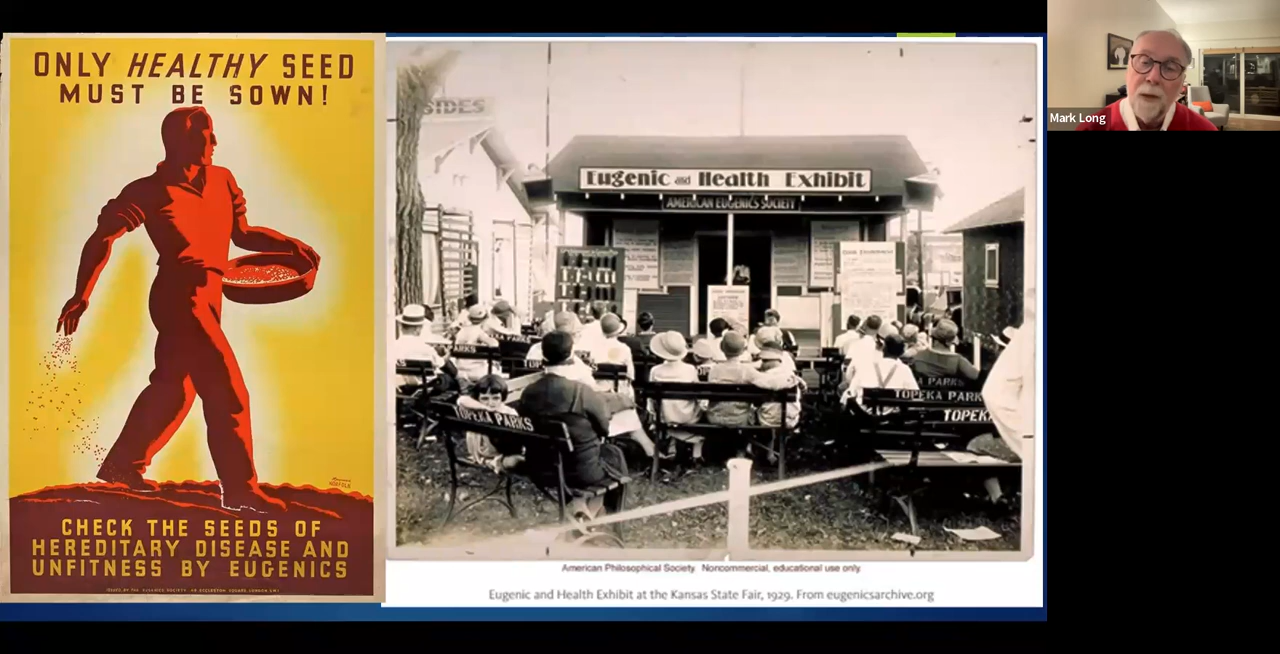 ONLY HEALTHY SEED
MUST BE SOWN!
CHECK THE SEEDS OF
HEREDITARY DISEASE AND
UNFITNESS BY EUGENICS
SIDES
Eugenic and Health Exhibit
AMERICAN EUGENICS SOCIETY
PARKS
TOPEKA PARKS
A PARKS
TOPEKA PARK
TOPEK
American Philosophical Society. Noncommercial, educational use only.
Eugenic and Health Exhibit at the Kansas State Fair, 1929. From eugenicsarchive.org
Mark Long